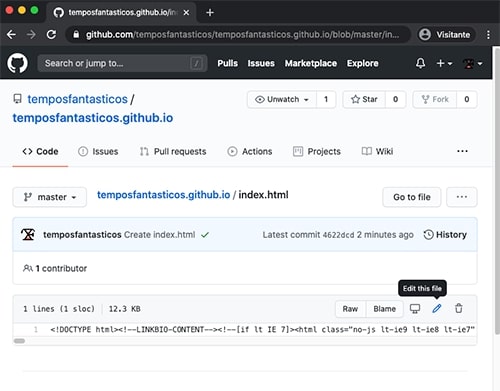 temposfantasticos.github.io/in
github.com/temposfantasticos/temposfantasticos.github.io/blob/master/in... Visitante
Search or jump to... / Pulls Issues Marketplace Explore
temposfantasticos /
temposfantasticos.github.io
Unwatch 1 Star 0 Fork 0
Code Issues Pull requests Actions Projects Wiki ...
master temposfantasticos.github.io / index.html Go to file ...
temposfantasticos Create index.html Latest commit 4622dcd 2 minutes ago History
1 contributor
Edit this file
1 lines (1 sloc) 12.3 KB Raw Blame
1 <!DOCTYPE html><!--LINKBIO-CONTENT--><!--[if lt IE 7]><html class="no-js lt-ie9 lt-ie8 lt-ie7"